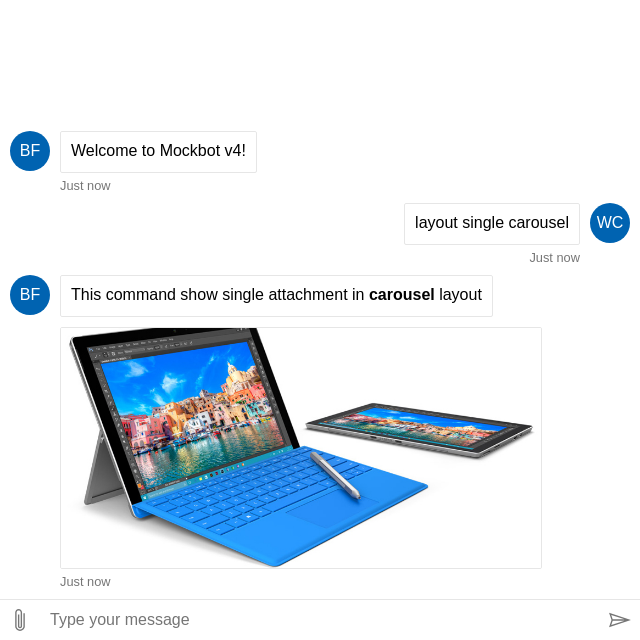 BF
Welcome to Mockbot v4!
Just now
layout single carousel
WC
Just now
BF
This command show single attachment in carousel layout
Just now
Type your message